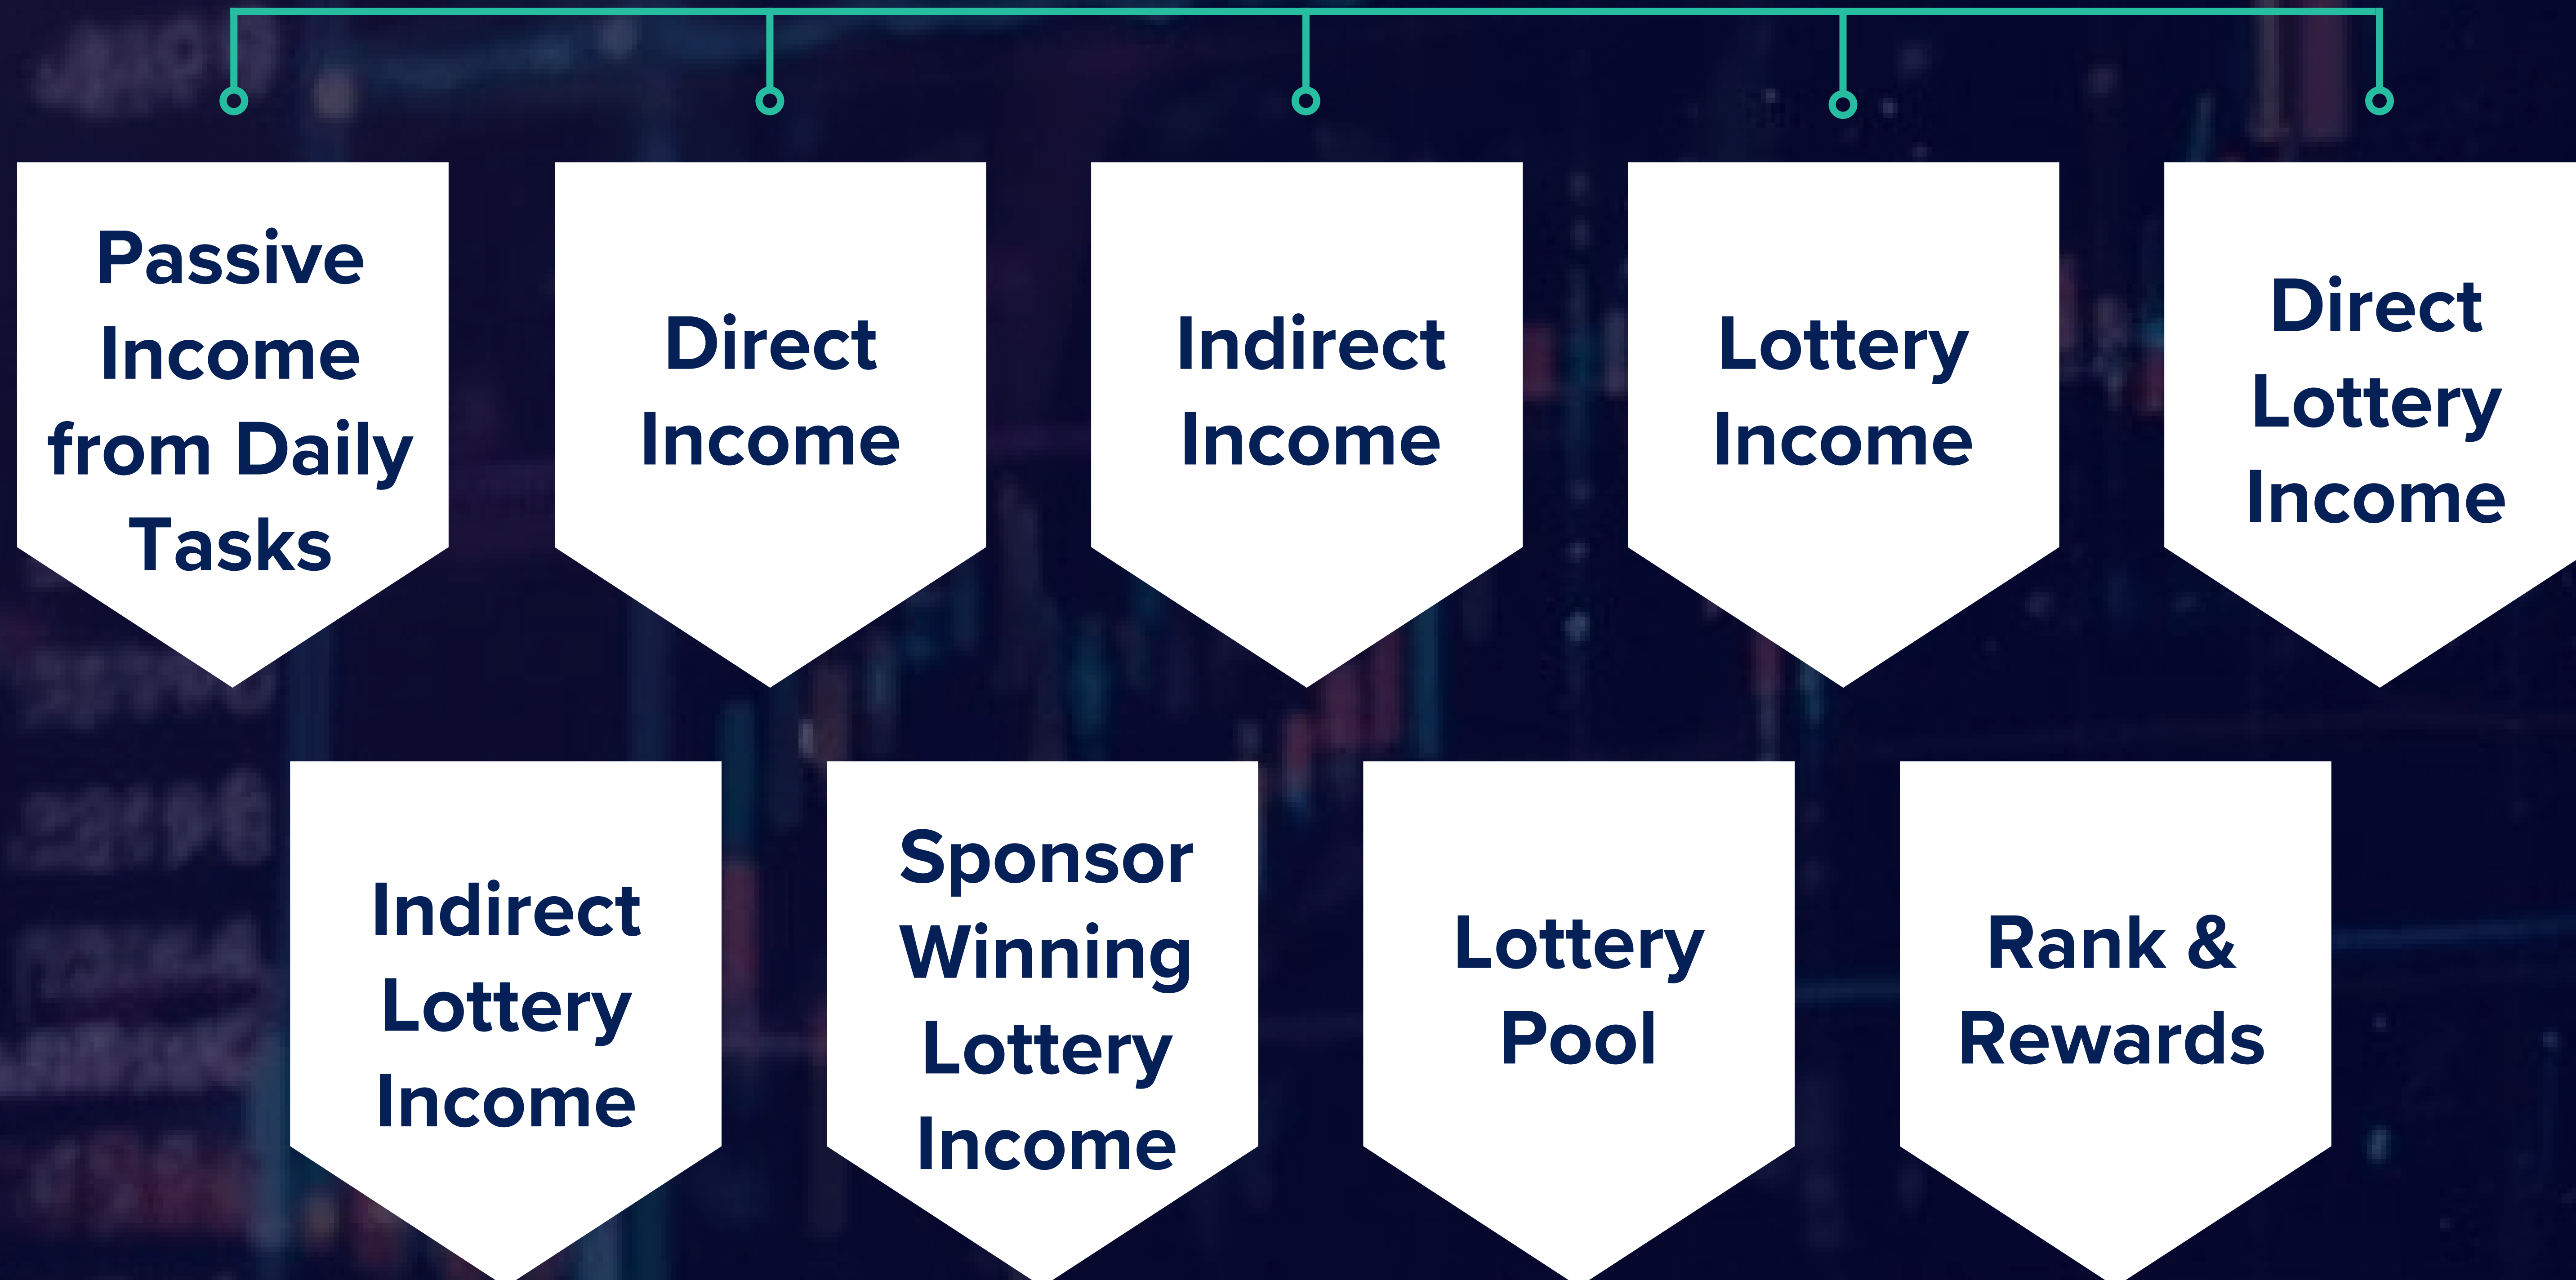 Passive
Income
from Daily
Tasks
Direct
Income
Indirect
Income
Lottery
Income
Direct
Lottery
Income
Indirect
Lottery
Income
Sponsor
Winning
Lottery
Income
Lottery
Pool
Rank &
Rewards